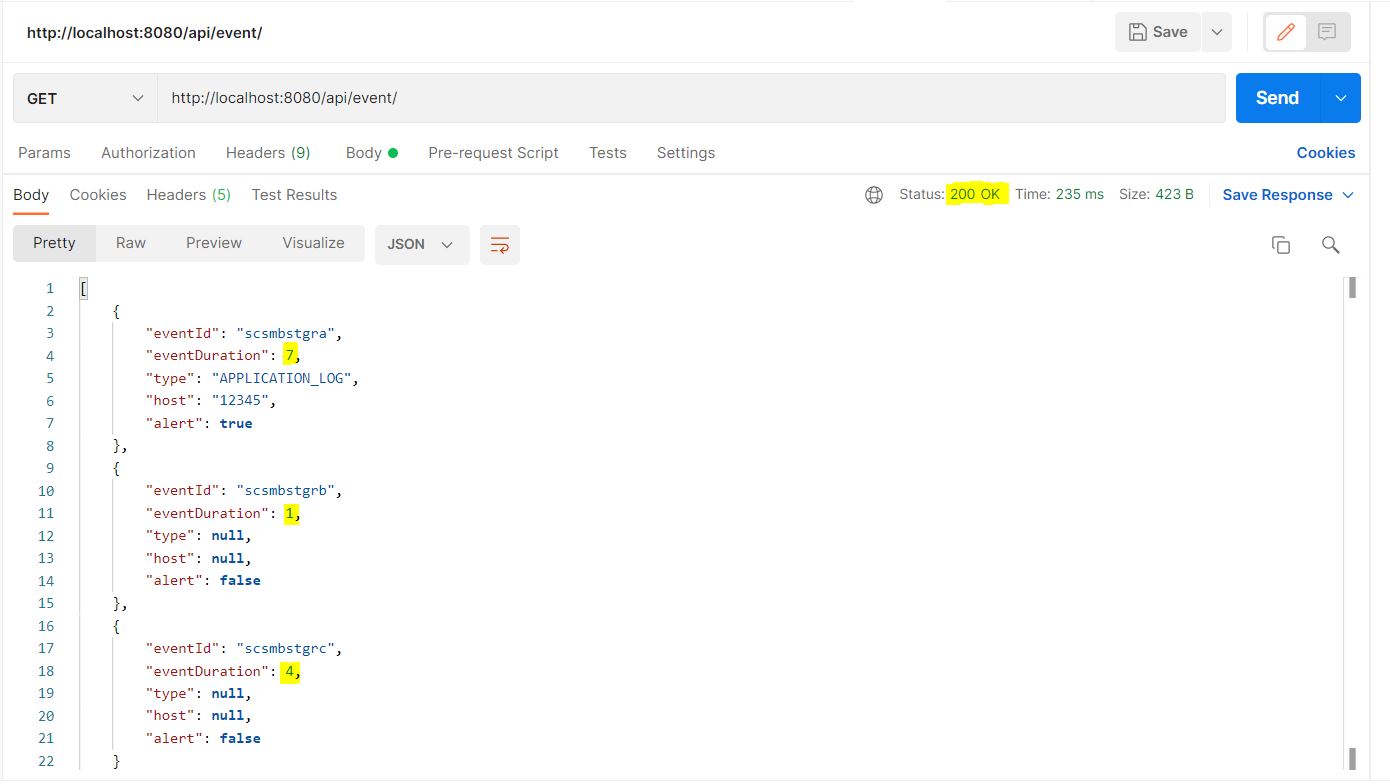 http://localhost:8080/api/event/
Save
GET
http://localhost:8080/api/event/
Send
Params Authorization Headers (9) Body Pre-request Script Tests Settings Cookies
Body Cookies Headers (5) Test Results Status: 200 OK Time: 235 ms Size: 423 B Save Response
Pretty Raw Preview Visualize JSON
1 [
2 {
3 "eventId": "scsmbstgra",
4 "eventDuration": 7,
5 "type": "APPLICATION_LOG",
6 "host": "12345",
7 "alert": true
8 },
9 {
10 "eventId": "scsmbstgrb",
11 "eventDuration": 1,
12 "type": null,
13 "host": null,
14 "alert": false
15 },
16 {
17 "eventId": "scsmbstgrc",
18 "eventDuration": 4,
19 "type": null,
20 "host": null,
21 "alert": false
22 }